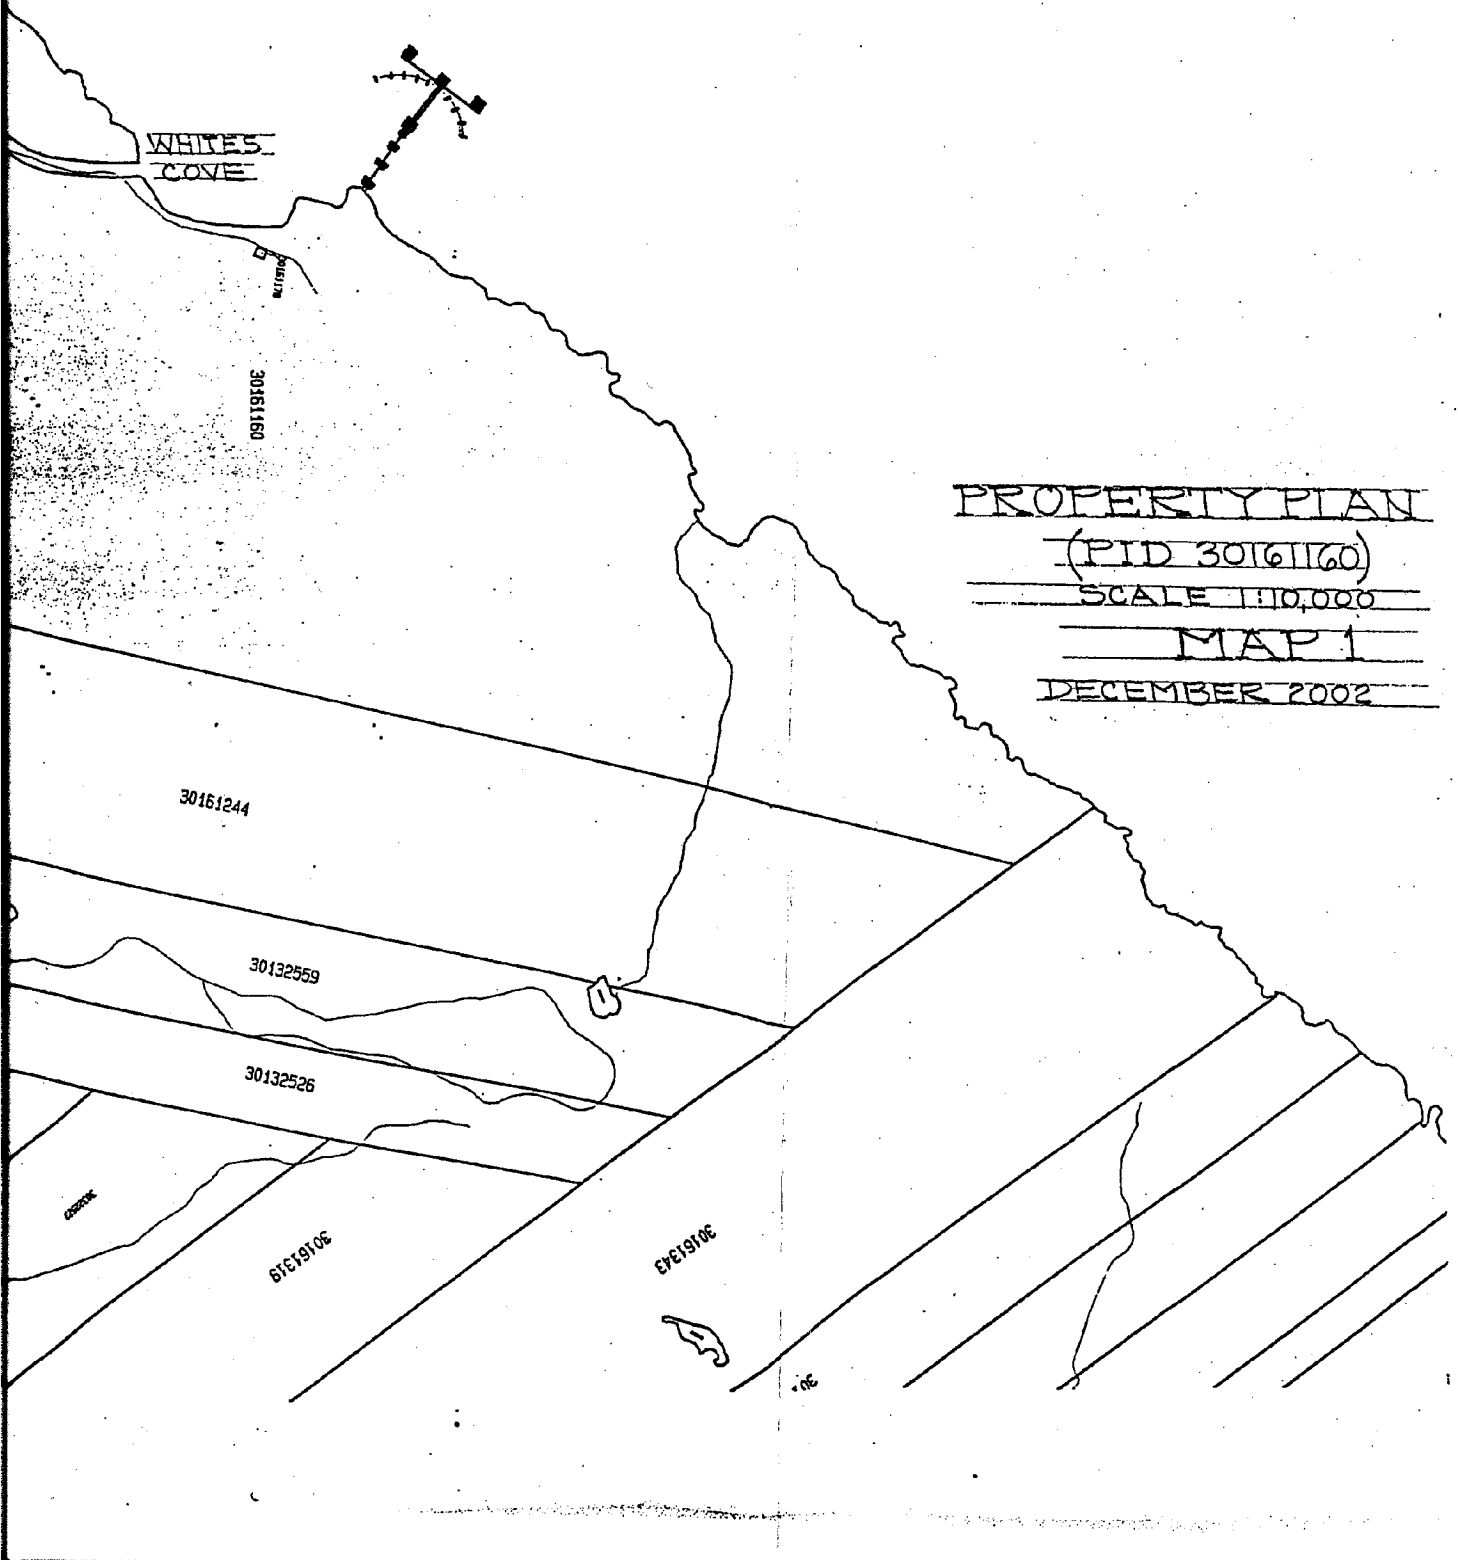 WHITES
COVE
30161178
30161160
PROPERTY PLAN
(PID 30161160)
SCALE 1:10,000
MAP 1
DECEMBER 2002
30161244
30132559
30132526
30161319
30161343